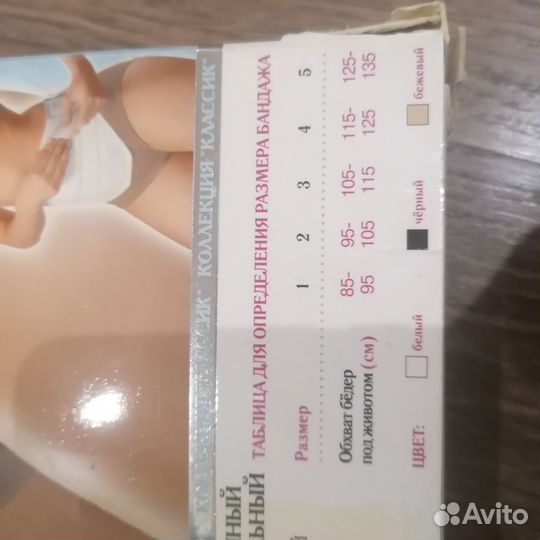 КОЛЛЕКЦИЯ "КЛАССИК"
ТАБЛИЦА ДЛЯ ОПРЕДЕЛЕНИЯ РАЗМЕРА БАНДАЖА
Размер 1 2 3 4 5
Обхват бёдер 85- 95- 105- 115- 125-
под животом (см) 95 105 115 125 135
ЦВЕТ: белый чёрный бежевый
Avito